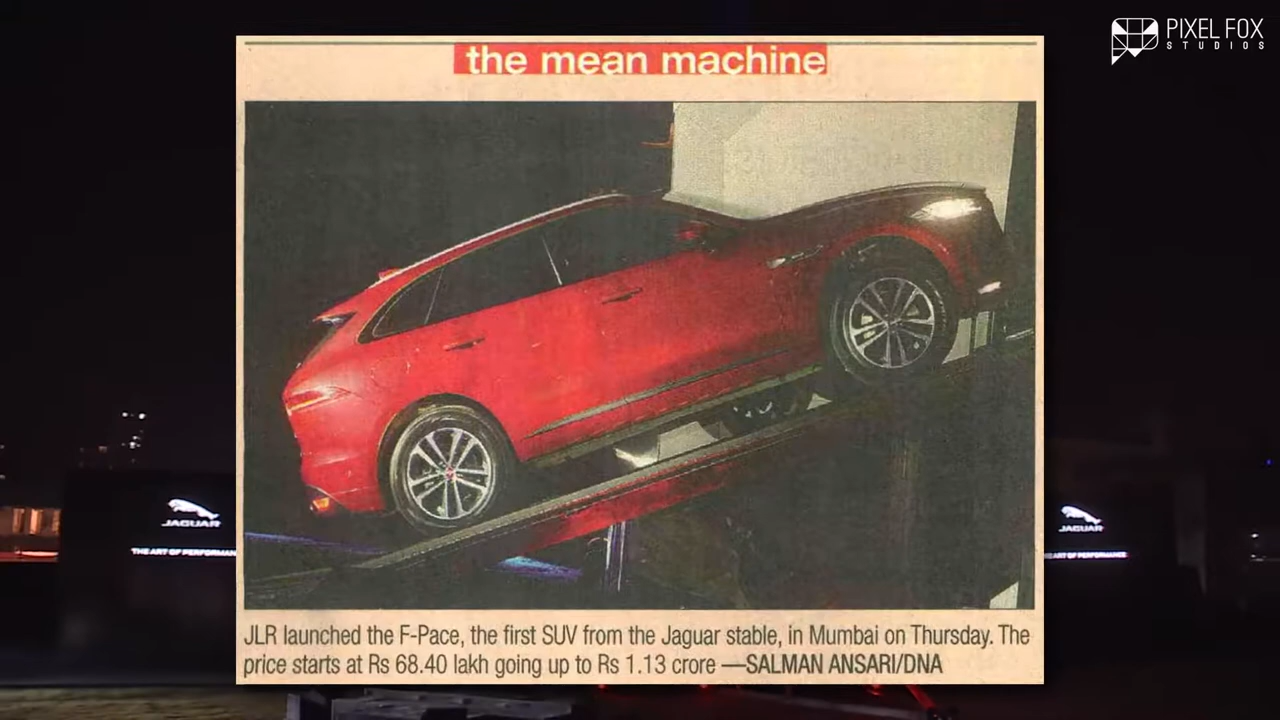 PIXEL FOX
STUDIOS
the mean machine
JAGUAR
THE ART OF PERFORMAN
JAGUAR
THE ART OF PERFORMANCE
JLR launched the F-Pace, the first SUV from the Jaguar stable, in Mumbai on Thursday. The
price starts at Rs 68.40 lakh going up to Rs 1.13 crore —SALMAN ANSARI/DNA